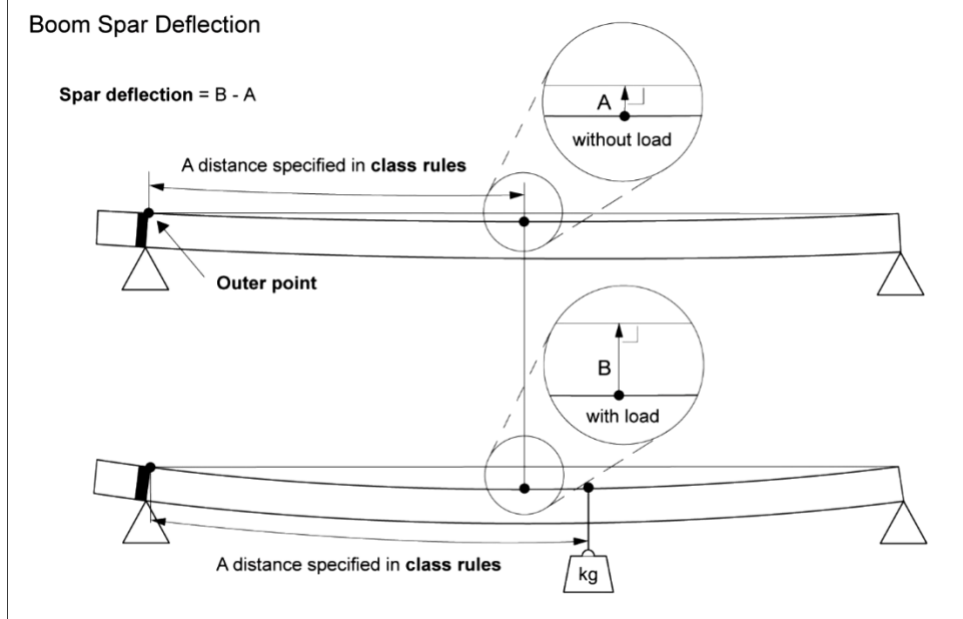 Boom Spar Deflection
Spar deflection = B - A
A
without load
A distance specified in class rules
Outer point
B
with load
A distance specified in class rules
kg